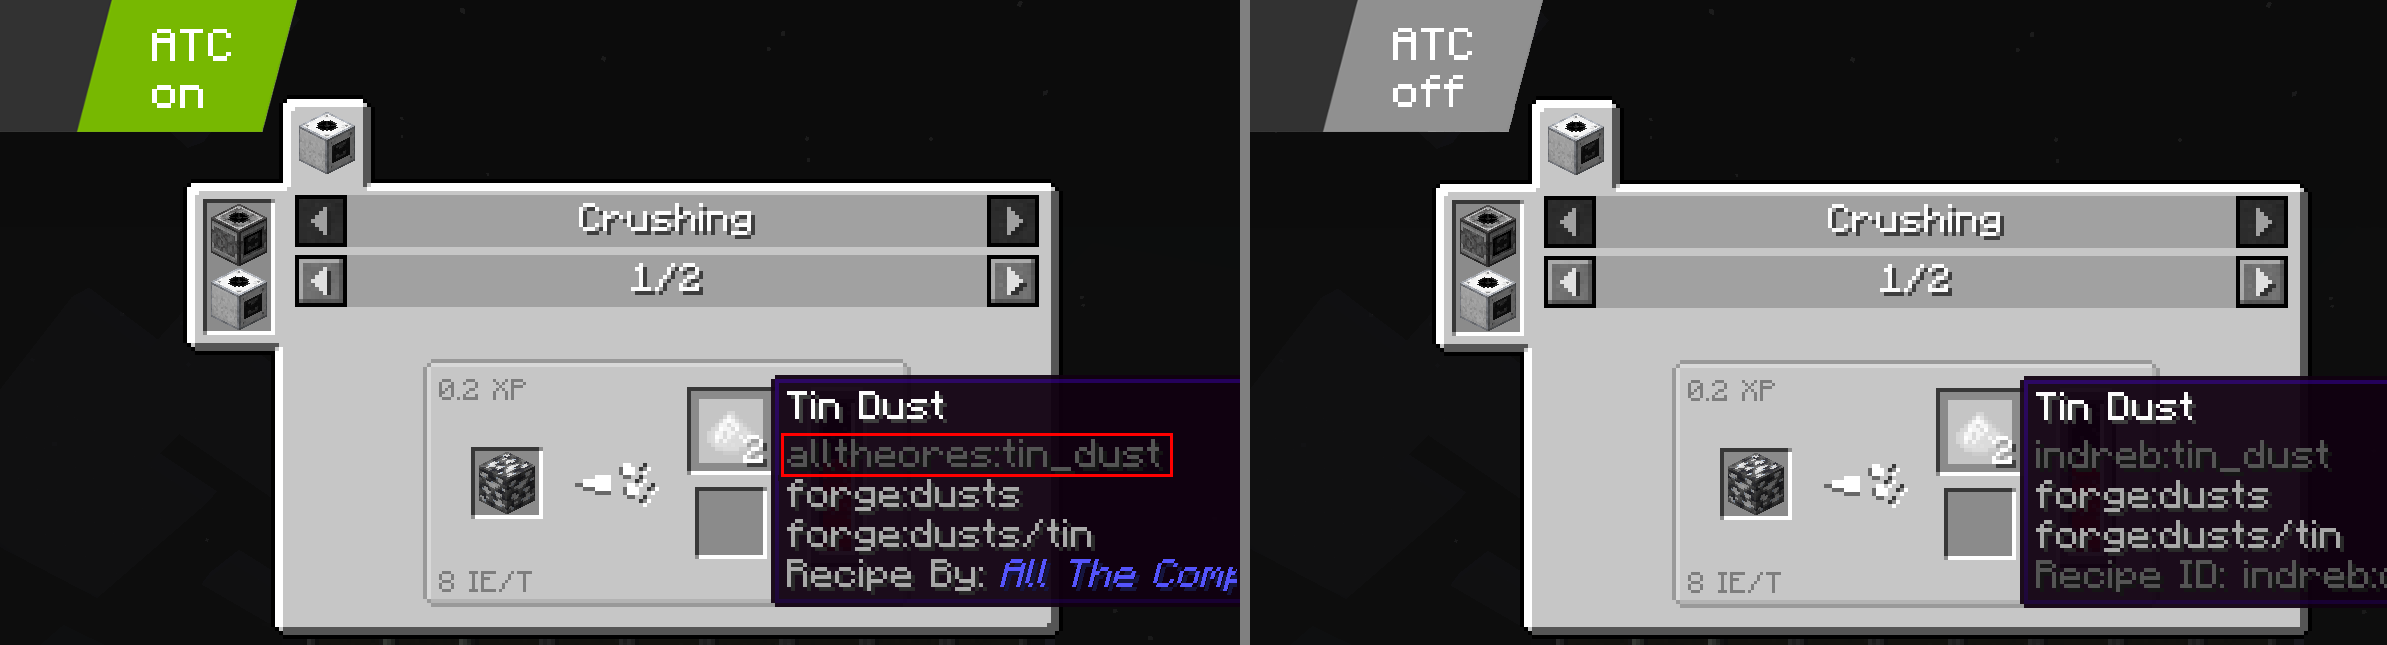 ATC
on
Crushing
1/2
0.2 XP
2
Tin Dust
alltheores:tin_dust
forge:dusts
forge:dusts/tin
Recipe By: All The Comp
8 IE/T
ATC
off
Crushing
1/2
0.2 XP
2
Tin Dust
indreb:tin_dust
forge:dusts
forge:dusts/tin
Recipe ID: indreb:
8 IE/T